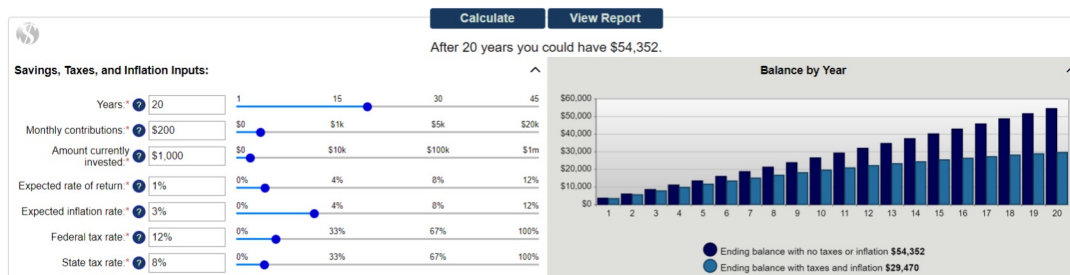 Calculate View Report
After 20 years you could have $54,352.
Savings, Taxes, and Inflation Inputs:
Years:* ? 20 1 15 30 45
Monthly contributions:* ? $200 $0 $1k $5k $20k
Amount currently
invested:* ? $1,000 $0 $10k $100k $1m
Expected rate of return:* ? 1% 0% 4% 8% 12%
Expected inflation rate:* ? 3% 0% 4% 8% 12%
Federal tax rate:* ? 12% 0% 33% 67% 100%
State tax rate:* ? 8% 0% 33% 67% 100%
Balance by Year
$60,000
$50,000
$40,000
$30,000
$20,000
$10,000
$0
1 2 3 4 5 6 7 8 9 10 11 12 13 14 15 16 17 18 19 20
Ending balance with no taxes or inflation $54,352
Ending balance with taxes and inflation $29,470